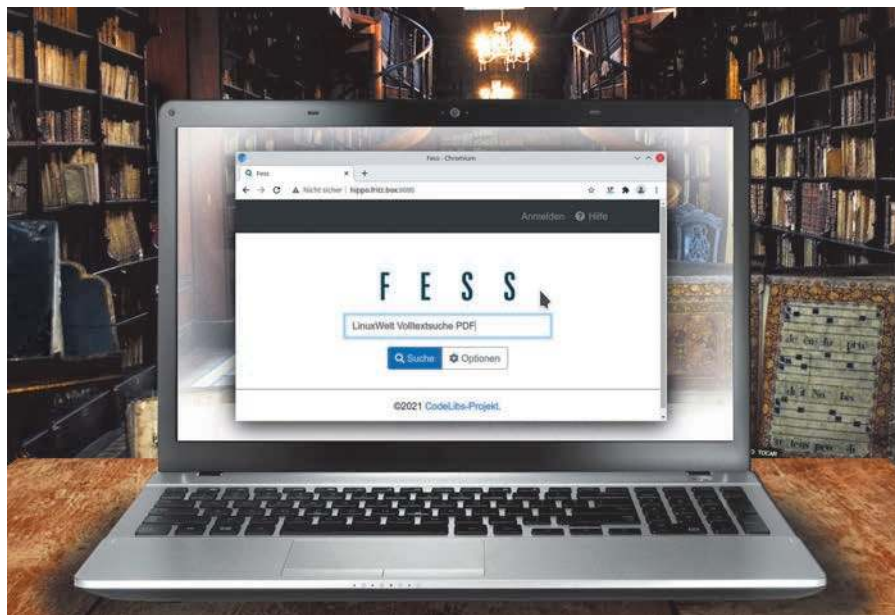 Fess - Chromium
Fess
Nicht sicher | hippo.fritz.box:8080
Anmelden Hilfe
FESS
LinuxWelt Volltextsuche PDF
Suche Optionen
©2021 CodeLibs-Projekt.